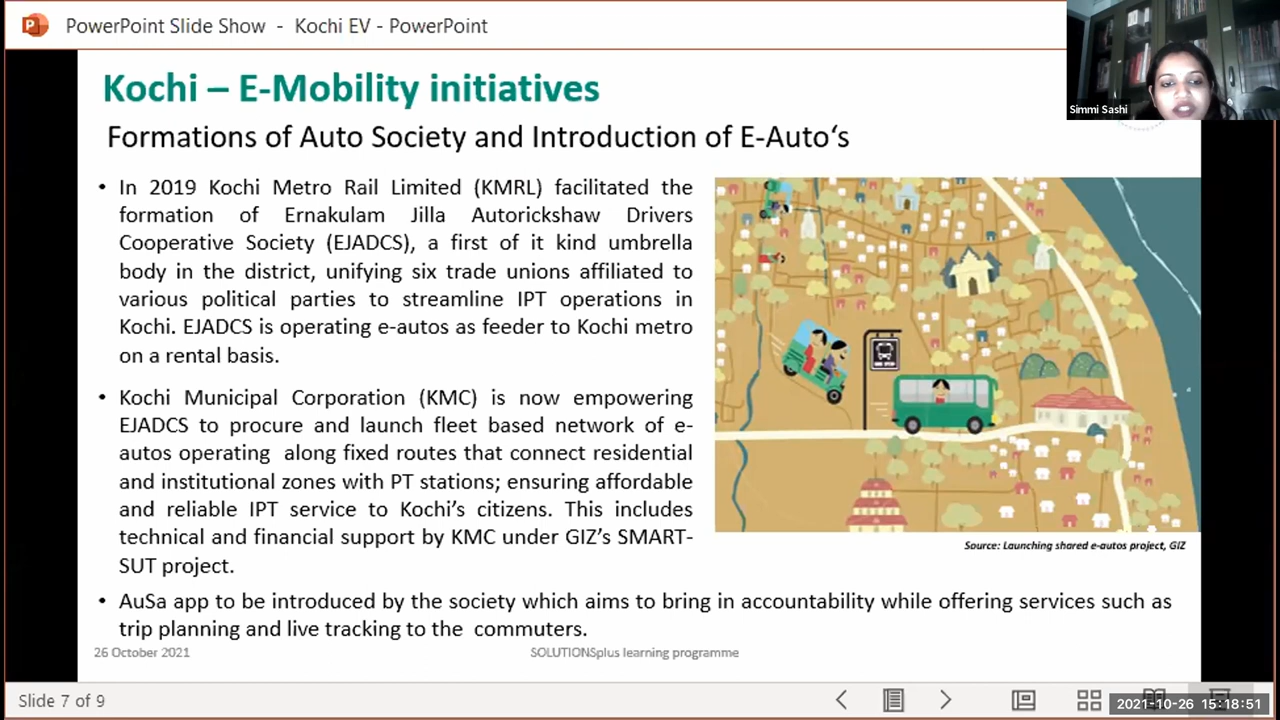 PowerPoint Slide Show - Kochi EV - PowerPoint
Simmi Sashi
Kochi – E-Mobility initiatives
Formations of Auto Society and Introduction of E-Auto‘s
• In 2019 Kochi Metro Rail Limited (KMRL) facilitated the
formation of Ernakulam Jilla Autorickshaw Drivers
Cooperative Society (EJADCS), a first of it kind umbrella
body in the district, unifying six trade unions affiliated to
various political parties to streamline IPT operations in
Kochi. EJADCS is operating e-autos as feeder to Kochi metro
on a rental basis.
• Kochi Municipal Corporation (KMC) is now empowering
EJADCS to procure and launch fleet based network of e-
autos operating along fixed routes that connect residential
and institutional zones with PT stations; ensuring affordable
and reliable IPT service to Kochi’s citizens. This includes
technical and financial support by KMC under GIZ’s SMART-
SUT project.
Source: Launching shared e-autos project, GIZ
• AuSa app to be introduced by the society which aims to bring in accountability while offering services such as
trip planning and live tracking to the commuters.
26 October 2021
SOLUTIONSplus learning programme
Slide 7 of 9
2021-10-26 15:18:51